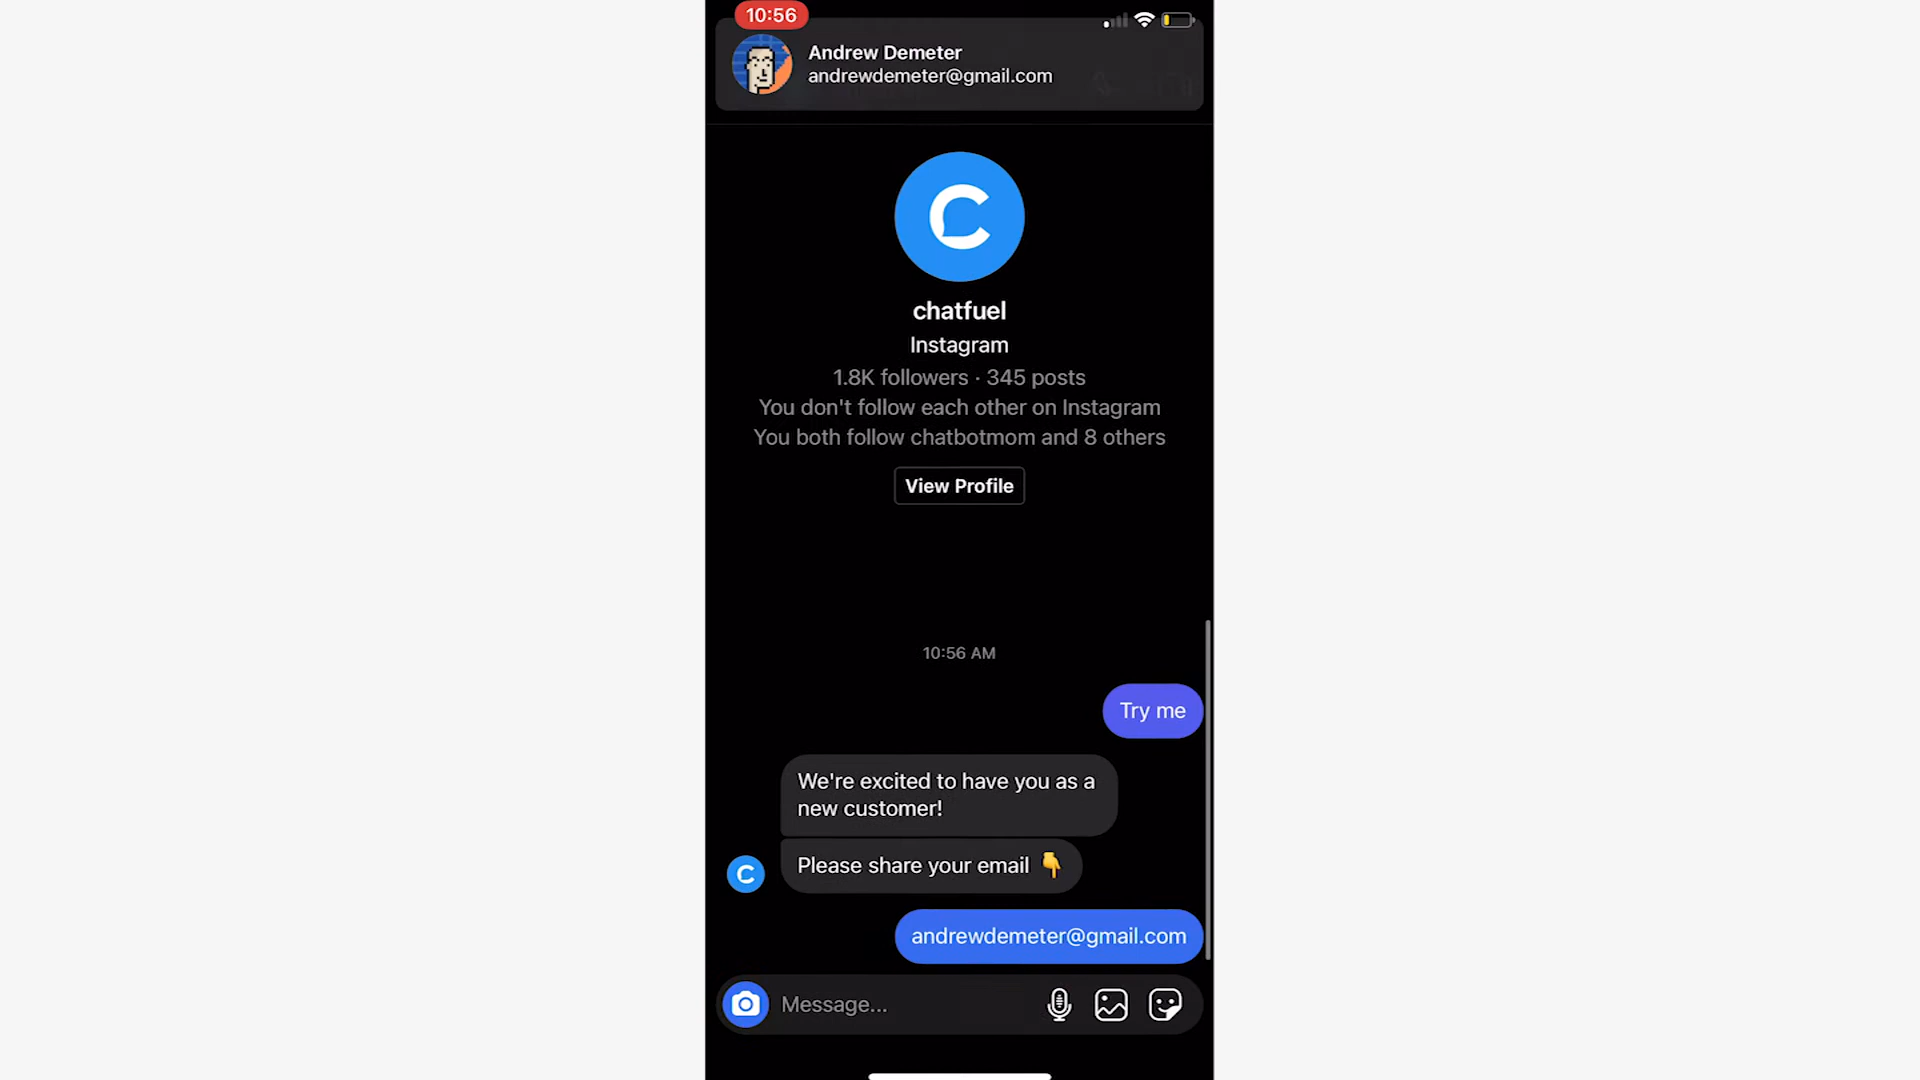 10:56
Andrew Demeter
andrewdemeter@gmail.com
chatfuel
Instagram
1.8K followers · 345 posts
You don't follow each other on Instagram
You both follow chatbotmom and 8 others
View Profile
10:56 AM
Try me
We're excited to have you as a
new customer!
Please share your email 👇
andrewdemeter@gmail.com
Message...